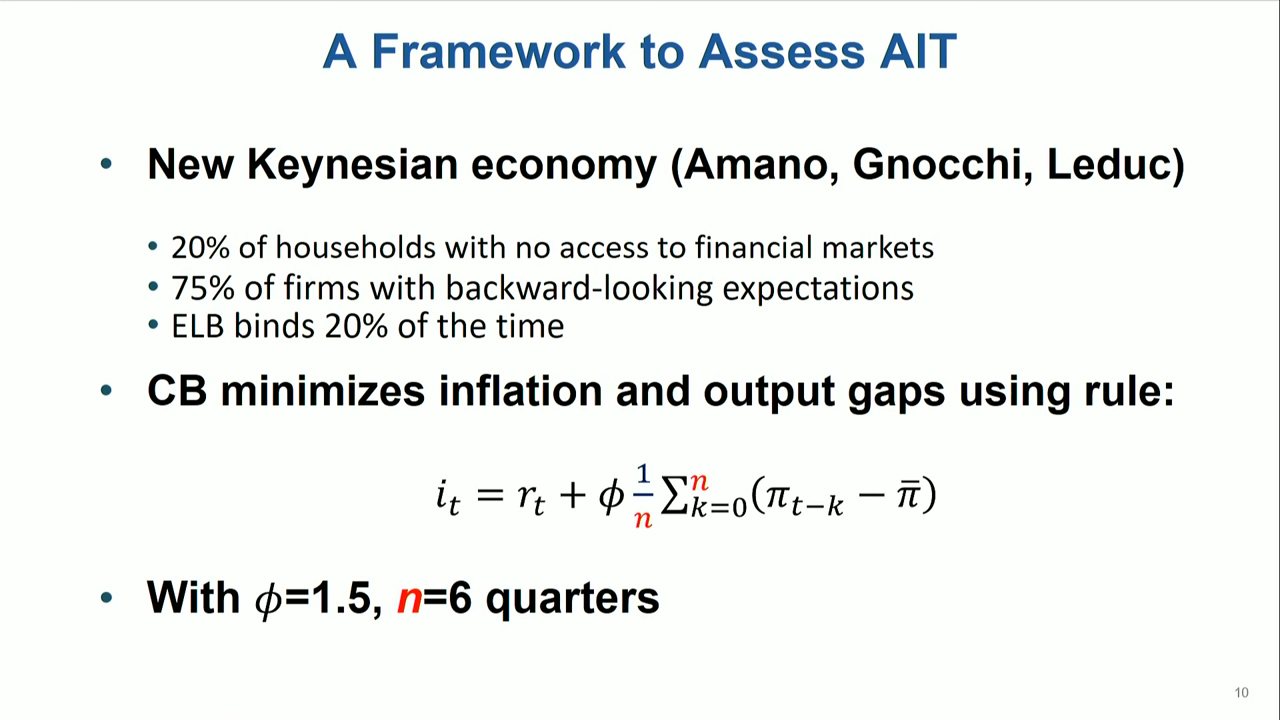 A Framework to Assess AIT
• New Keynesian economy (Amano, Gnocchi, Leduc)
• 20% of households with no access to financial markets
• 75% of firms with backward-looking expectations
• ELB binds 20% of the time
• CB minimizes inflation and output gaps using rule:
i_t = r_t + ϕ \frac{1}{n} ∑_{k=0}^{n} (π_{t−k} − π̄)
• With ϕ=1.5, n=6 quarters
10